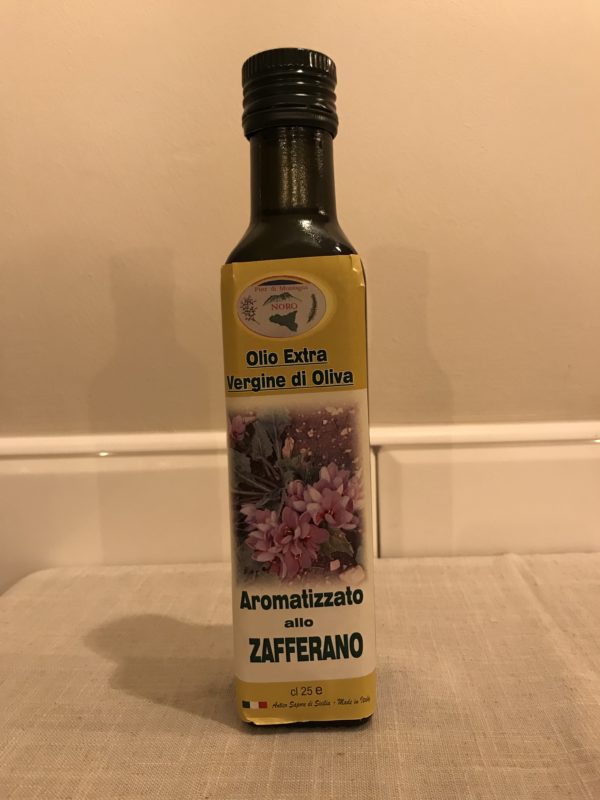 NORO
Olio Extra
Vergine di Oliva
Aromatizzato
allo
ZAFFERANO
cl 25 e
Antico Sapore di Sicilia - Made in Italy